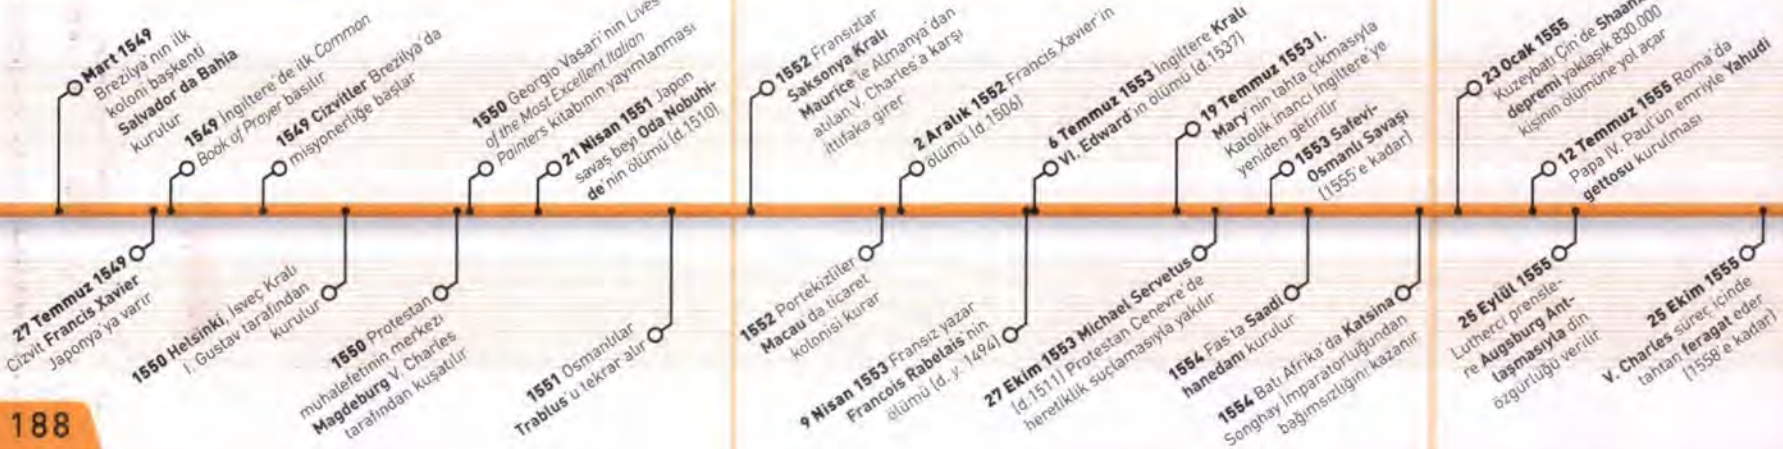 Mart 1549
Brezilya'nın ilk
koloni başkenti
Salvador da Bahia
kurulur
1549 İngiltere'de ilk Common
Book of Prayer basılır
1549 Cizvitler Brezilya'da
misyonerliğe başlar
1550 Georgio Vasari'nin Lives
of the Most Excellent Italian
Painters kitabının yayımlanması
21 Nisan 1551 Japon
savaş beyi Oda Nobuhi-
de'nin ölümü [d.1510]
1552 Fransızlar
Saksonya Kralı
Maurice'le Almanya'dan
atılan V. Charles'a karşı
ittifaka girer
2 Aralık 1552 Francis Xavier'in
ölümü [d.1506]
6 Temmuz 1553 İngiltere Kralı
VI. Edward'ın ölümü [d.1537]
19 Temmuz 1553 I.
Mary'nin tahta çıkmasıyla
Katolik inancı İngiltere'ye
yeniden getirilir
1553 Safevi-
Osmanlı Savaşı
[1555'e kadar]
23 Ocak 1555
Kuzeybatı Çin'de
depremi yaklaşık 830.000
kişinin ölümüne yol açar
12 Temmuz 1555 Roma'da
Papa IV. Paul'ün emriyle Yahudi
gettosu kurulması
27 Temmuz 1549
Cizvit Francis Xavier
Japonya'ya varır
1550 Helsinki, İsveç Kralı
I. Gustav tarafından
kurulur
1550 Protestan
muhalefetinin merkezi
Magdeburg V. Charles
tarafından kuşatılır
1551 Osmanlılar
Trablus'u tekrar alır
1552 Portekizliler
Macau'da ticaret
kolonisi kurar
9 Nisan 1553 Fransız yazar
Francois Rabelais'nin
ölümü [d. y. 1494]
27 Ekim 1553 Michael Servetus
[d.1511] Protestan Cenevre'de
heretiklik suçlamasıyla yakılır
1554 Fas'ta Saadi
hanedanı kurulur
1554 Batı Afrika'da Katsina
Songhay İmparatorluğundan
bağımsızlığını kazanır
25 Eylül 1555
Lutherci prensle-
re Augsburg Ant-
laşmasıyla din
özgürlüğü verilir
25 Ekim 1555
V. Charles süreç içinde
tahtan feragat eder
[1558'e kadar]
188